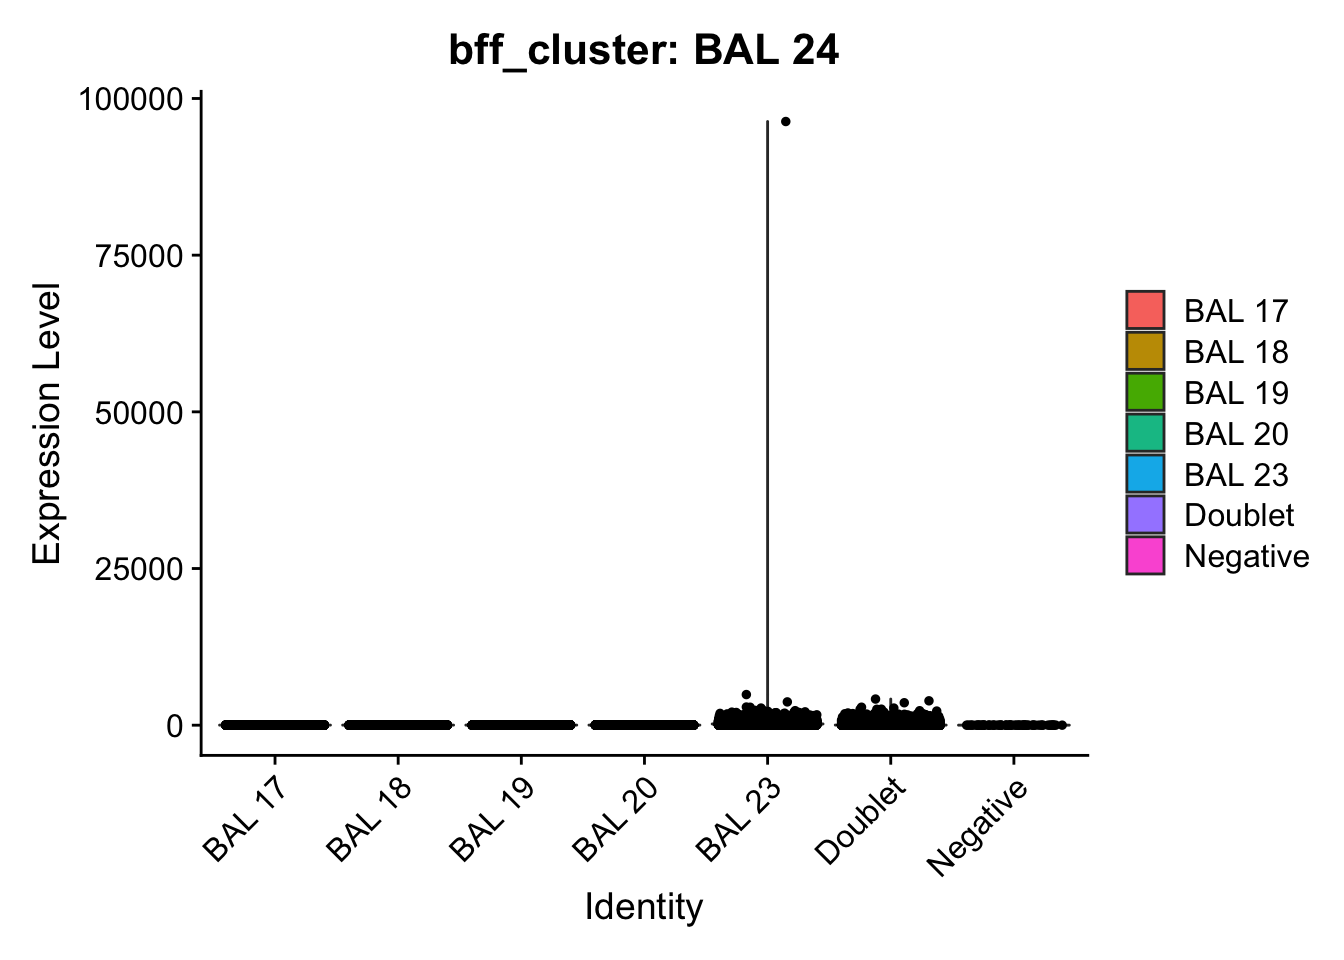 bff_cluster: BAL 24
100000
75000
50000
25000
0
Expression Level
BAL 17
BAL 18
BAL 19
BAL 20
BAL 23
Doublet
Negative
Identity
BAL 17
BAL 18
BAL 19
BAL 20
BAL 23
Doublet
Negative